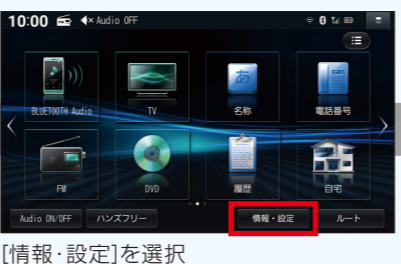 10:00 Audio OFF
BLUETOOTH Audio TV 名称 電話番号
FM DVD 履歴 自宅
Audio ON/OFF ハンズフリー 情報・設定 ルート
[情報・設定]を選択